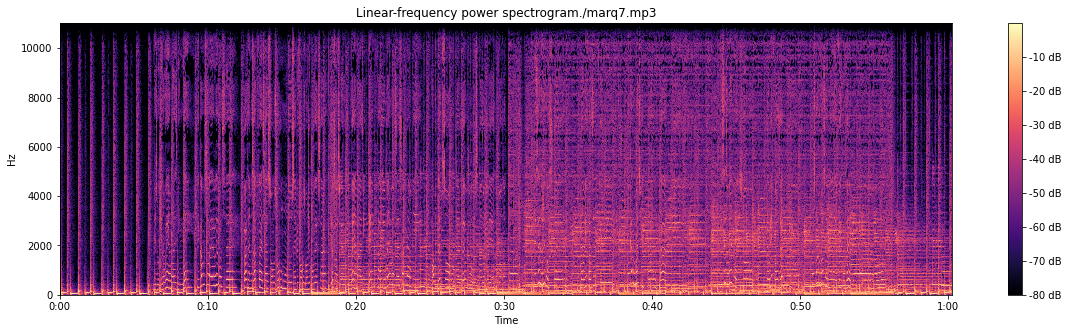 Linear-frequency power spectrogram./marq7.mp3
10000
8000
6000
4000
2000
0
Hz
0:00 0:10 0:20 0:30 0:40 0:50 1:00
Time
-10 dB
-20 dB
-30 dB
-40 dB
-50 dB
-60 dB
-70 dB
-80 dB